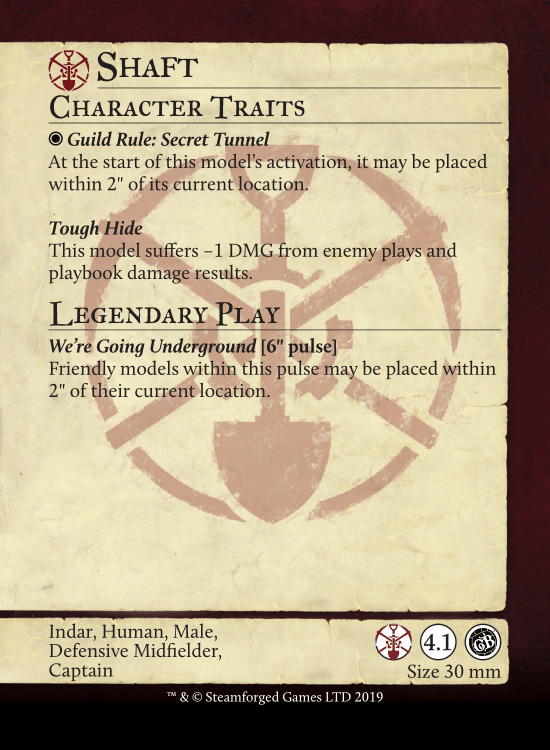 Shaft
Character Traits
Guild Rule: Secret Tunnel
At the start of this model's activation, it may be placed
within 2" of its current location.
Tough Hide
This model suffers −1 DMG from enemy plays and
playbook damage results.
Legendary Play
We're Going Underground [6" pulse]
Friendly models within this pulse may be placed within
2" of their current location.
Indar, Human, Male,
Defensive Midfielder,
Captain
4.1
GB
Size 30 mm
™ & © Steamforged Games LTD 2019